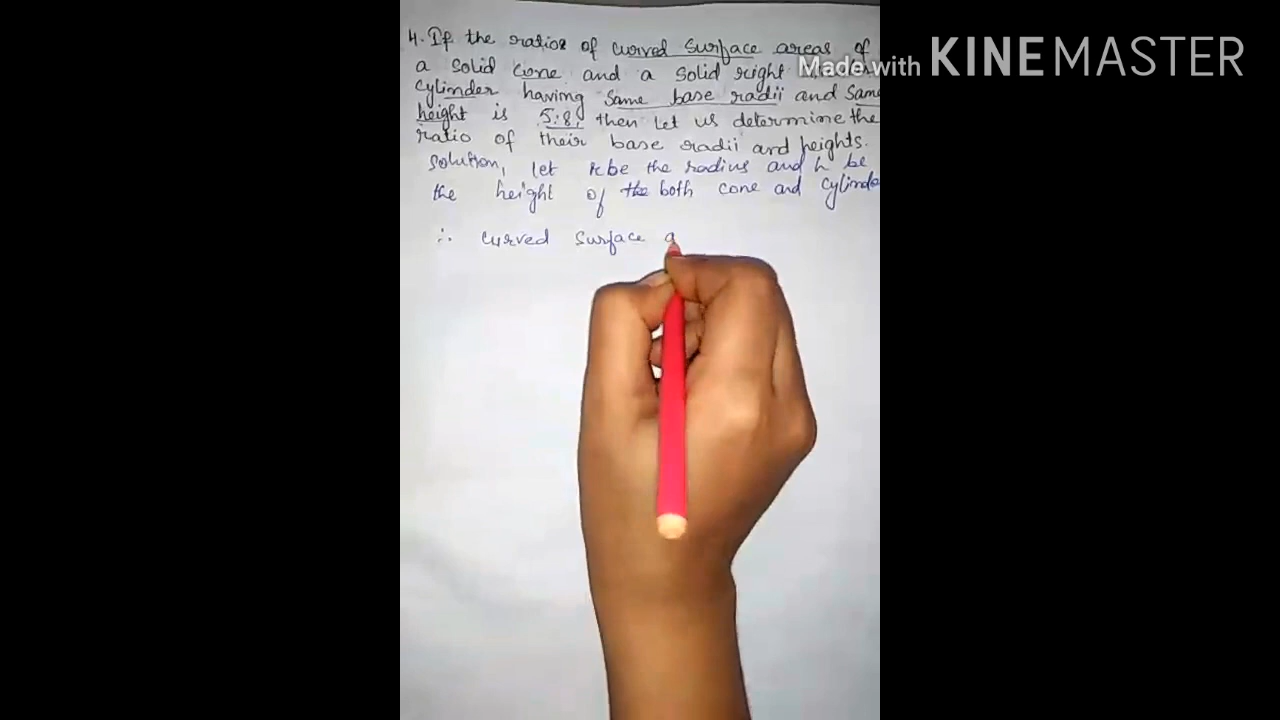 4. If the ratios of curved surface areas of
a solid cone and a solid right
cylinder having same base radii and same
height is 5:8, then let us determine the
ratio of their base radii and heights.
Solution, let r be the radius and h be
the height of the both cone and cylinder
∴ curved surface a
Made with KINEMASTER